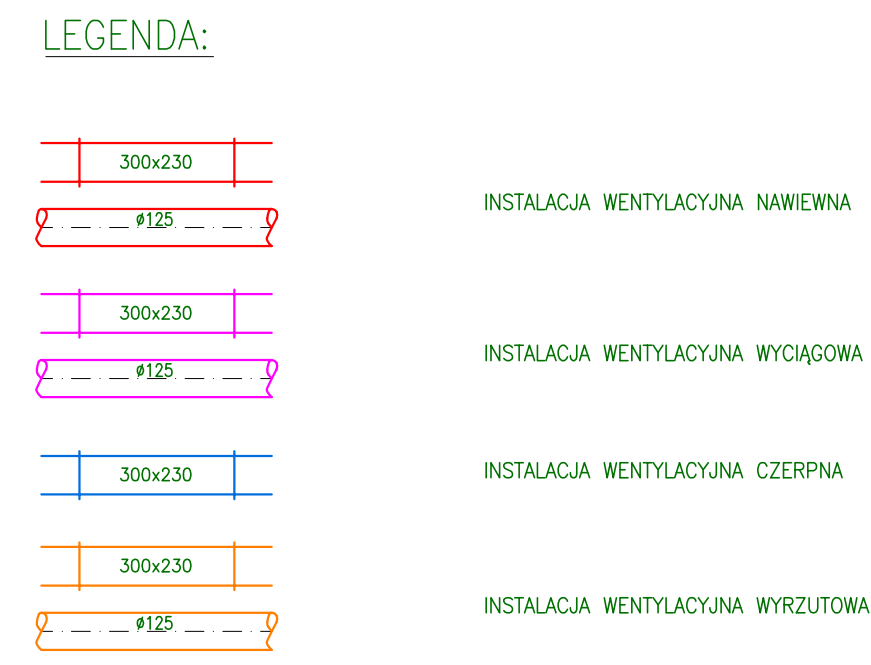 LEGENDA:
300x230
ø125
INSTALACJA WENTYLACYJNA NAWIEWNA
300x230
ø125
INSTALACJA WENTYLACYJNA WYCIĄGOWA
300x230
INSTALACJA WENTYLACYJNA CZERPNA
300x230
ø125
INSTALACJA WENTYLACYJNA WYRZUTOWA